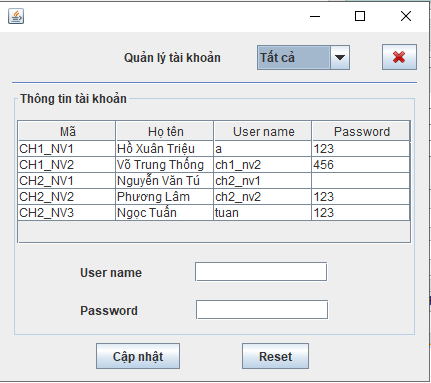 Quản lý tài khoản Tất cả
Thông tin tài khoản
Mã Họ tên User name Password
CH1_NV1 Hồ Xuân Triệu a 123
CH1_NV2 Võ Trung Thống ch1_nv2 456
CH2_NV1 Nguyễn Văn Tú ch2_nv1
CH2_NV2 Phương Lâm ch2_nv2 123
CH2_NV3 Ngọc Tuấn tuan 123
User name
Password
Cập nhật Reset